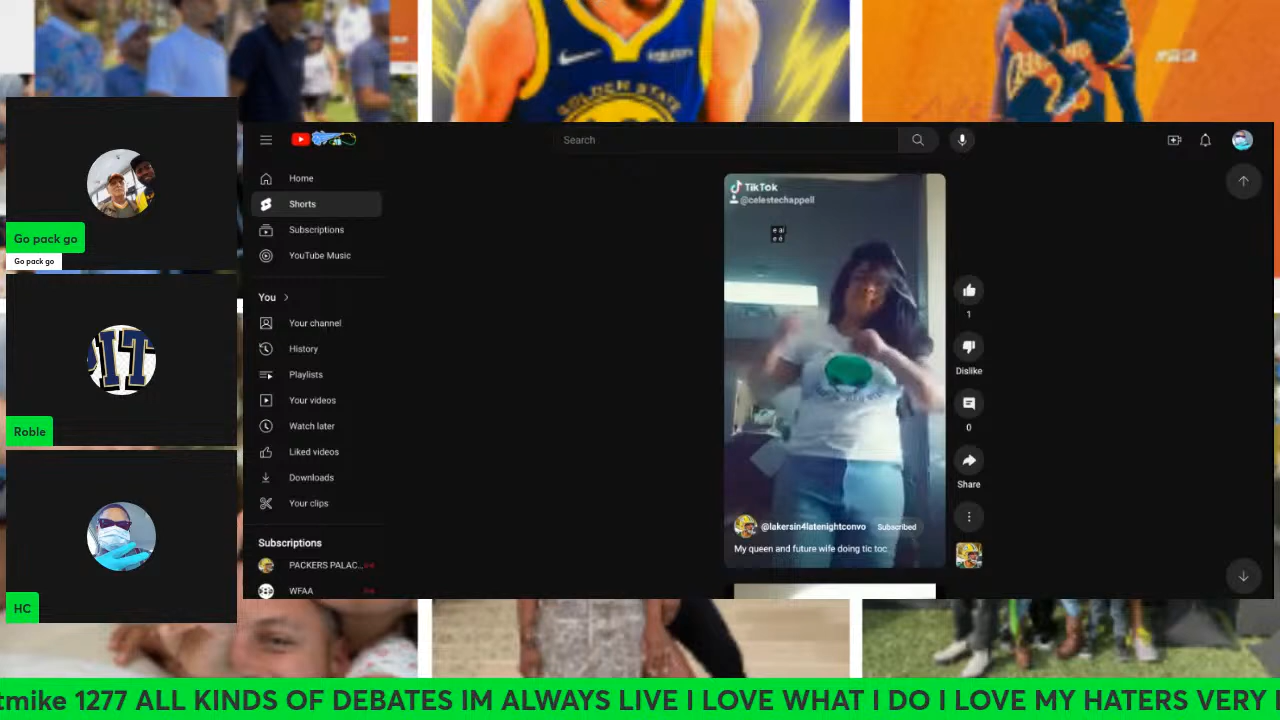 GOLDEN STATE
Search
Home
Shorts
Subscriptions
YouTube Music
You
Your channel
History
Playlists
Your videos
Watch later
Liked videos
Downloads
Your clips
Subscriptions
PACKERS PALAC...
WFAA
TikTok
@celestechappell
1
Dislike
0
Share
@lakersin4latenightconvo
Subscribed
My queen and future wife doing tic toc
Go pack go
Go pack go
IT
Roble
HC
tmike 1277 ALL KINDS OF DEBATES IM ALWAYS LIVE I LOVE WHAT I DO I LOVE MY HATERS VERY